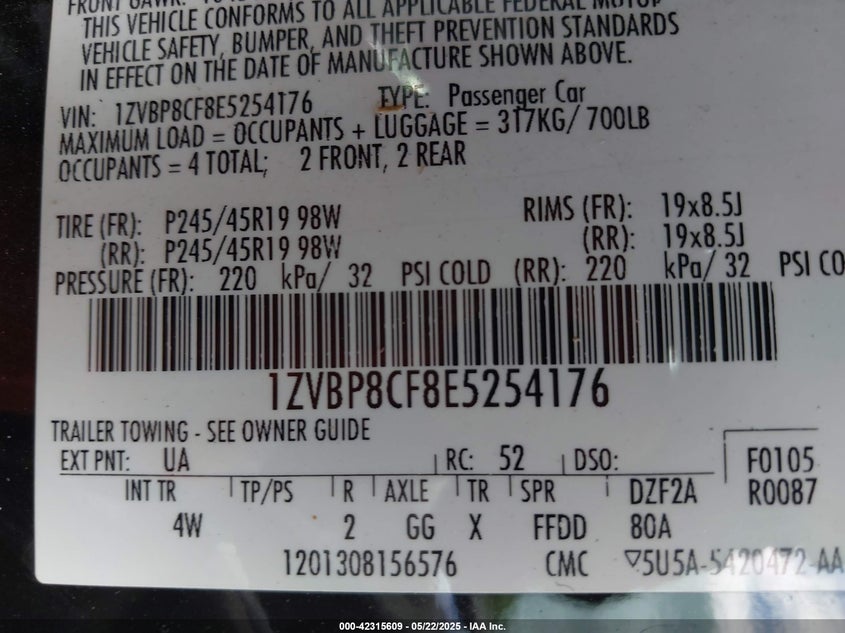 THIS VEHICLE CONFORMS TO ALL APPLICABLE FEDERAL MOTOR
VEHICLE SAFETY, BUMPER, AND THEFT PREVENTION STANDARDS
IN EFFECT ON THE DATE OF MANUFACTURE SHOWN ABOVE.
VIN: 1ZVBP8CF8E5254176 TYPE: Passenger Car
MAXIMUM LOAD = OCCUPANTS + LUGGAGE = 317KG/ 700LB
OCCUPANTS = 4 TOTAL; 2 FRONT, 2 REAR
TIRE (FR): P245/45R19 98W RIMS (FR): 19x8.5J
(RR): P245/45R19 98W (RR): 19x8.5J
PRESSURE (FR): 220 kPa/ 32 PSI COLD (RR): 220 kPa/ 32 PSI CO
1ZVBP8CF8E5254176
TRAILER TOWING - SEE OWNER GUIDE
EXT PNT: UA RC: 52 DSO: F0105
INT TR TP/PS R AXLE TR SPR DZF2A R0087
4W 2 GG X FFDD 80A
1201308156576 CMC ▽5U5A-5420472-AA
000-42315609 - 05/22/2025 - IAA Inc.